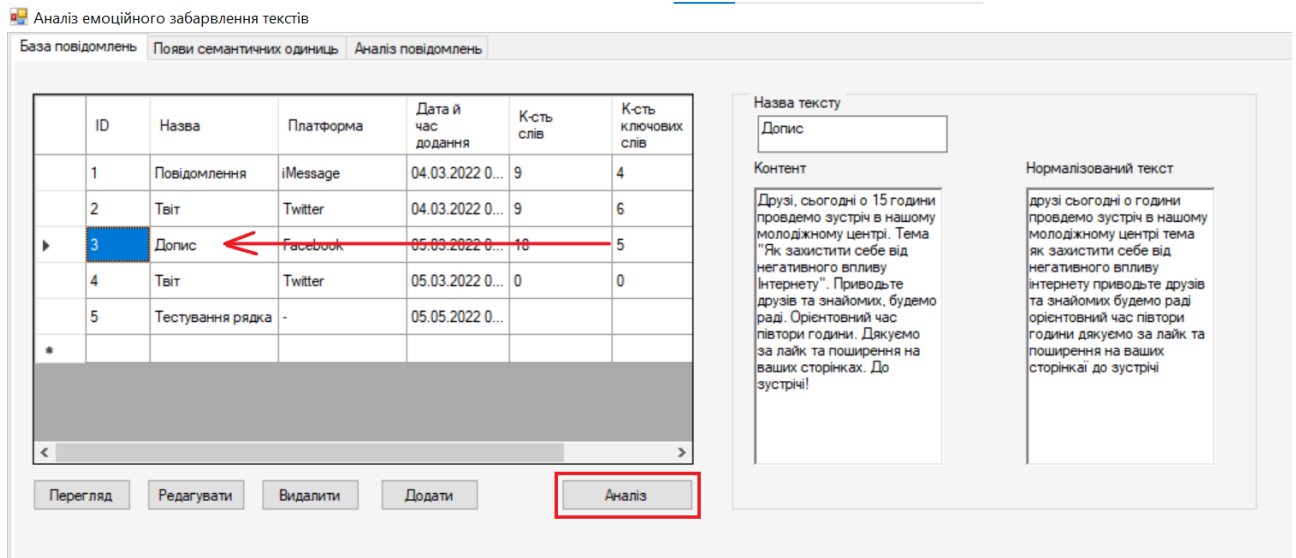 Аналіз емоційного забарвлення текстів
База повідомлень Появи семантичних одиниць Аналіз повідомлень
ID Назва Платформа Дата й час додання К-сть слів К-сть ключових слів
1 Повідомлення iMessage 04.03.2022 0... 9 4
2 Твіт Twitter 04.03.2022 0... 9 6
3 Допис Facebook 05.03.2022 0... 18 5
4 Твіт Twitter 05.03.2022 0... 0 0
5 Тестування рядка - 05.05.2022 0...
Перегляд Редагувати Видалити Додати Аналіз
Назва тексту
Допис
Контент
Друзі, сьогодні о 15 години
провдемо зустріч в нашому
молодіжному центрі. Тема
"Як захистити себе від
негативного впливу
Інтернету". Приводьте
друзів та знайомих, будемо
раді. Орієнтовний час
півтори години. Дякуємо
за лайк та поширення на
ваших сторінках. До
зустрічі!
Нормалізований текст
друзі сьогодні о години
провдемо зустріч в нашому
молодіжному центрі тема
як захистити себе від
негативного впливу
інтернету приводьте друзів
та знайомих будемо раді
орієнтовний час півтори
години дякуємо за лайк та
поширення на ваших
сторінкаї до зустрічі